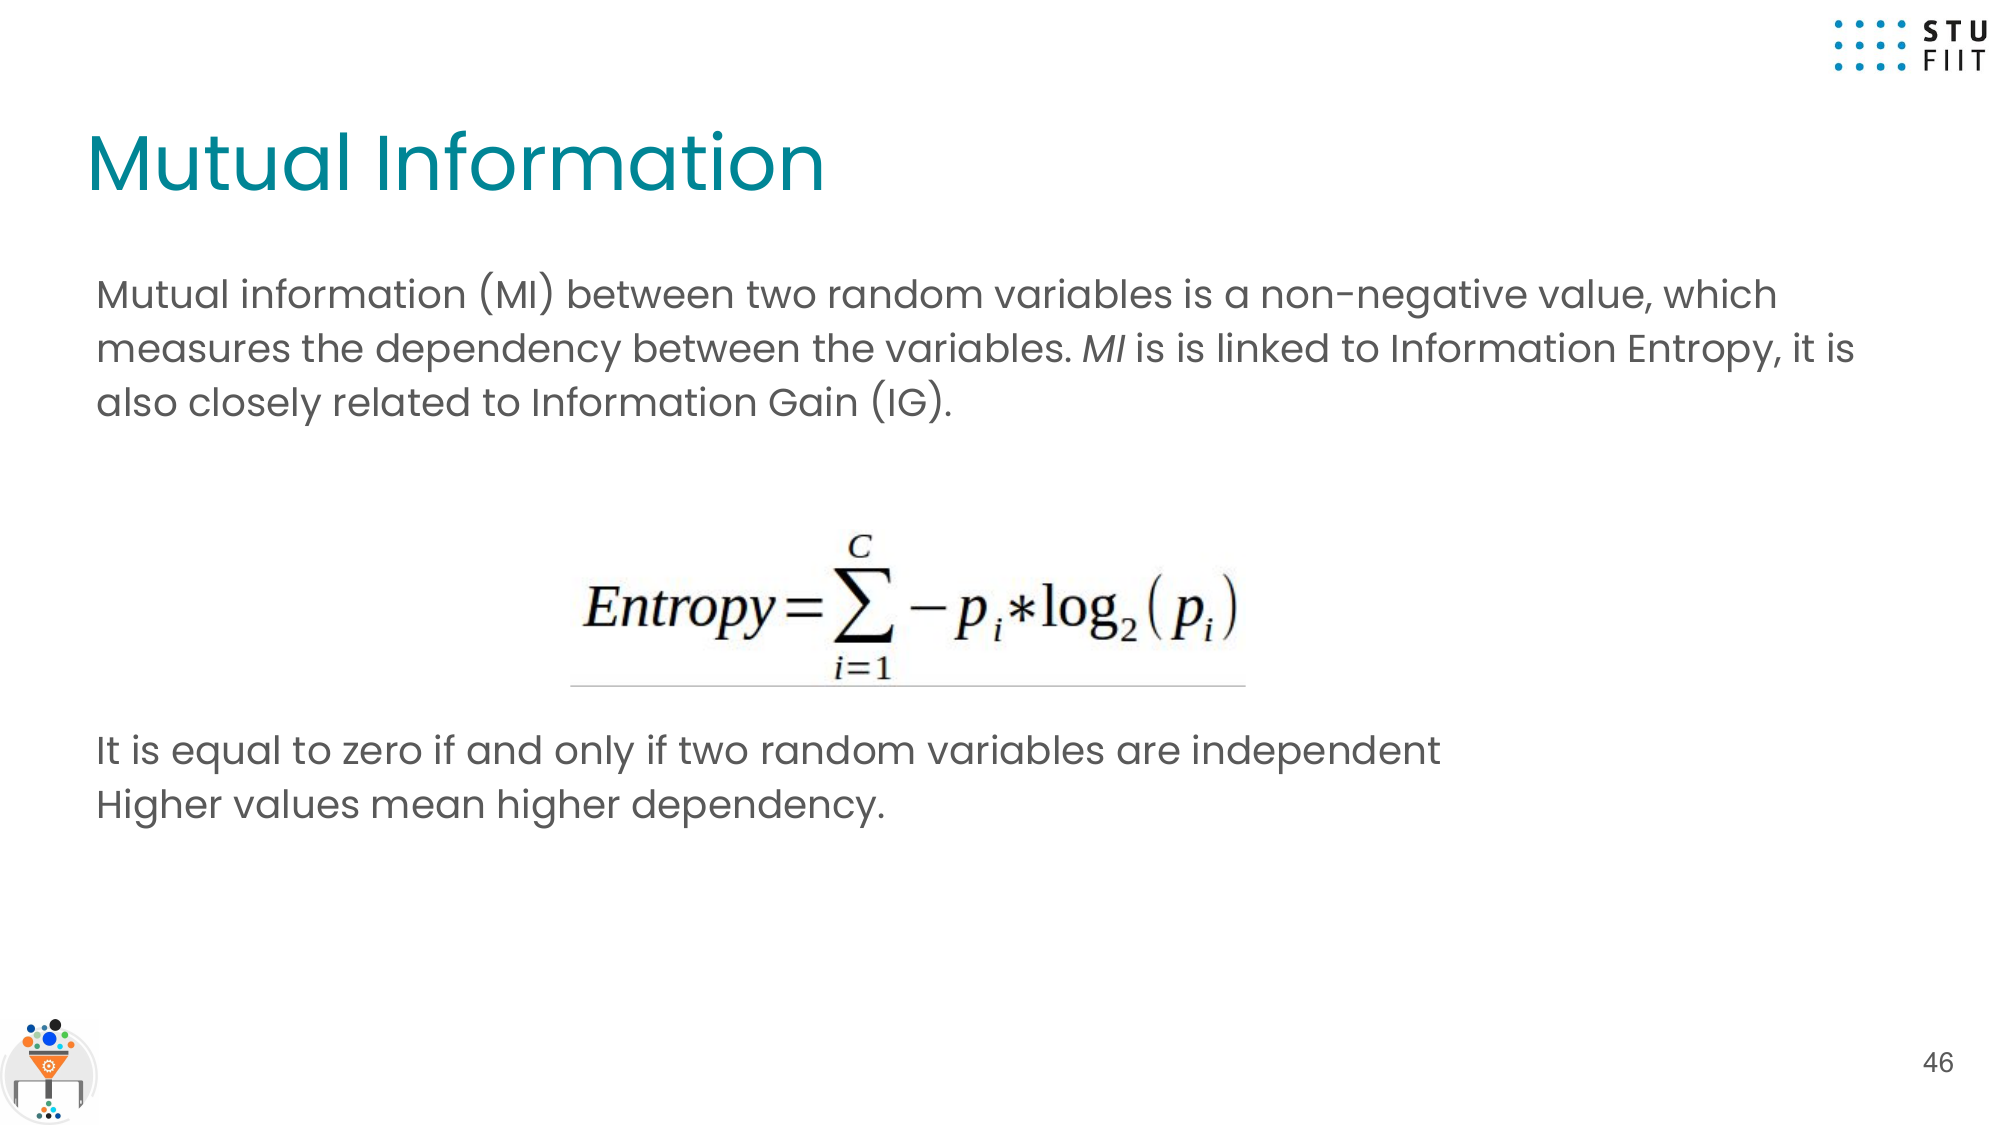 STU
FIIT
Mutual Information
Mutual information (MI) between two random variables is a non-negative value, which
measures the dependency between the variables. MI is is linked to Information Entropy, it is
also closely related to Information Gain (IG).
Entropy = \sum_{i=1}^{C} -p_i * \log_2(p_i)
It is equal to zero if and only if two random variables are independent
Higher values mean higher dependency.
46